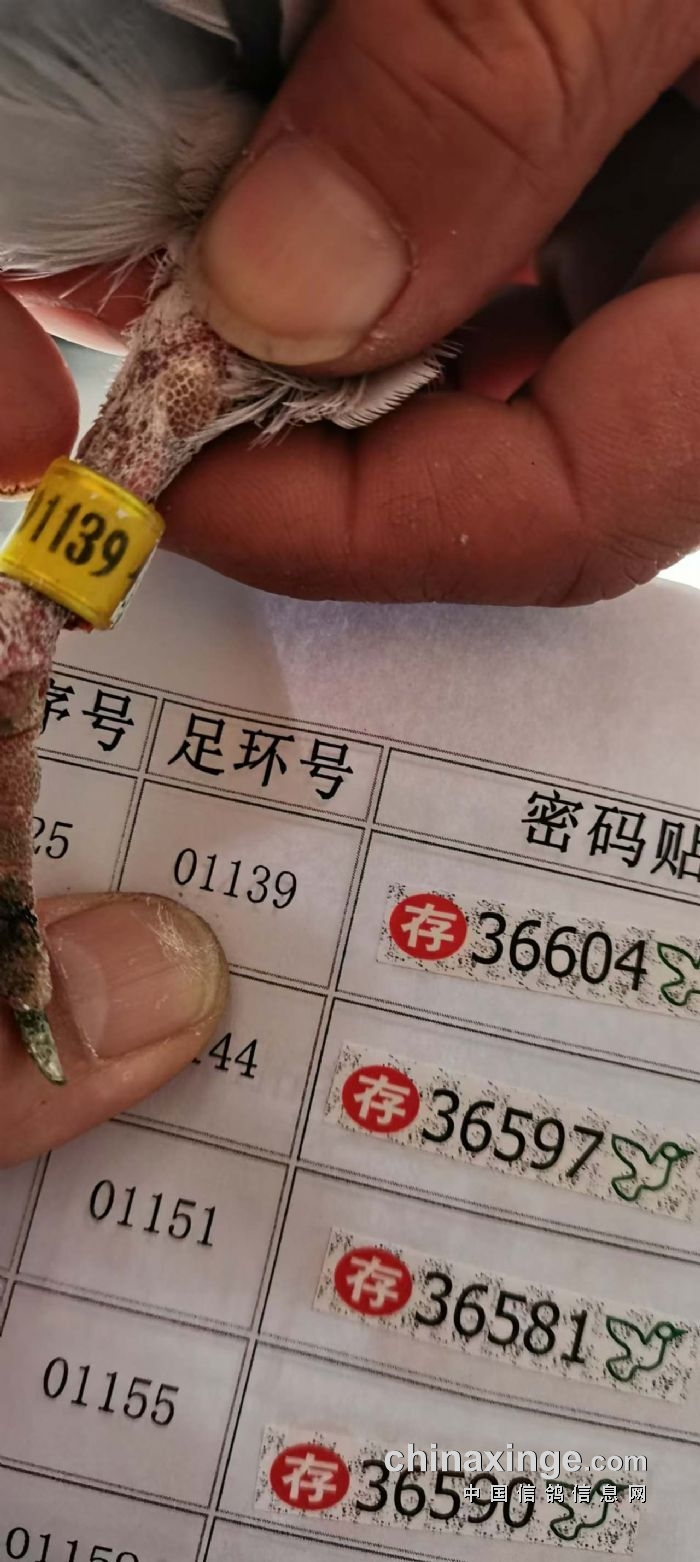 01139
序号 足环号 密码贴
25 01139 存 36604
44 存 36597
01151 存 36581
01155 存 36590
01159
chinaxinge.com
中国信鸽信息网